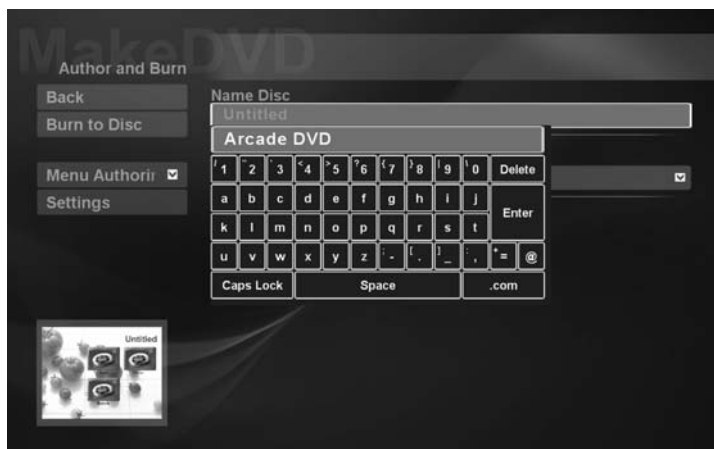 MakeDVD
Author and Burn
Back
Burn to Disc
Menu Authorir
Settings
Name Disc
Untitled
Arcade DVD
1 2 3 <4 >5 ?6 {7 }8 |9 \0 Delete
a b c d e f g h i j
Enter
k l m n o p q r s t
u v w x y z ; - [ . ] _ : , + = @
Caps Lock Space .com
Untitled